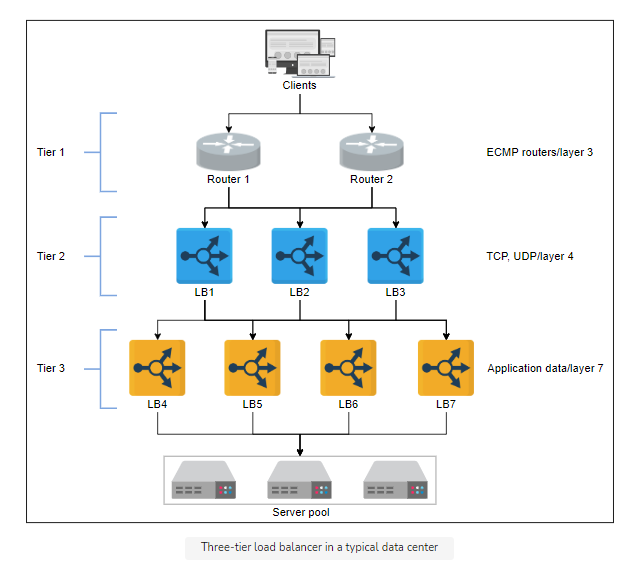 Clients
Tier 1
Router 1
Router 2
ECMP routers/layer 3
Tier 2
LB1
LB2
LB3
TCP, UDP/layer 4
Tier 3
LB4
LB5
LB6
LB7
Application data/layer 7
Server pool
Three-tier load balancer in a typical data center